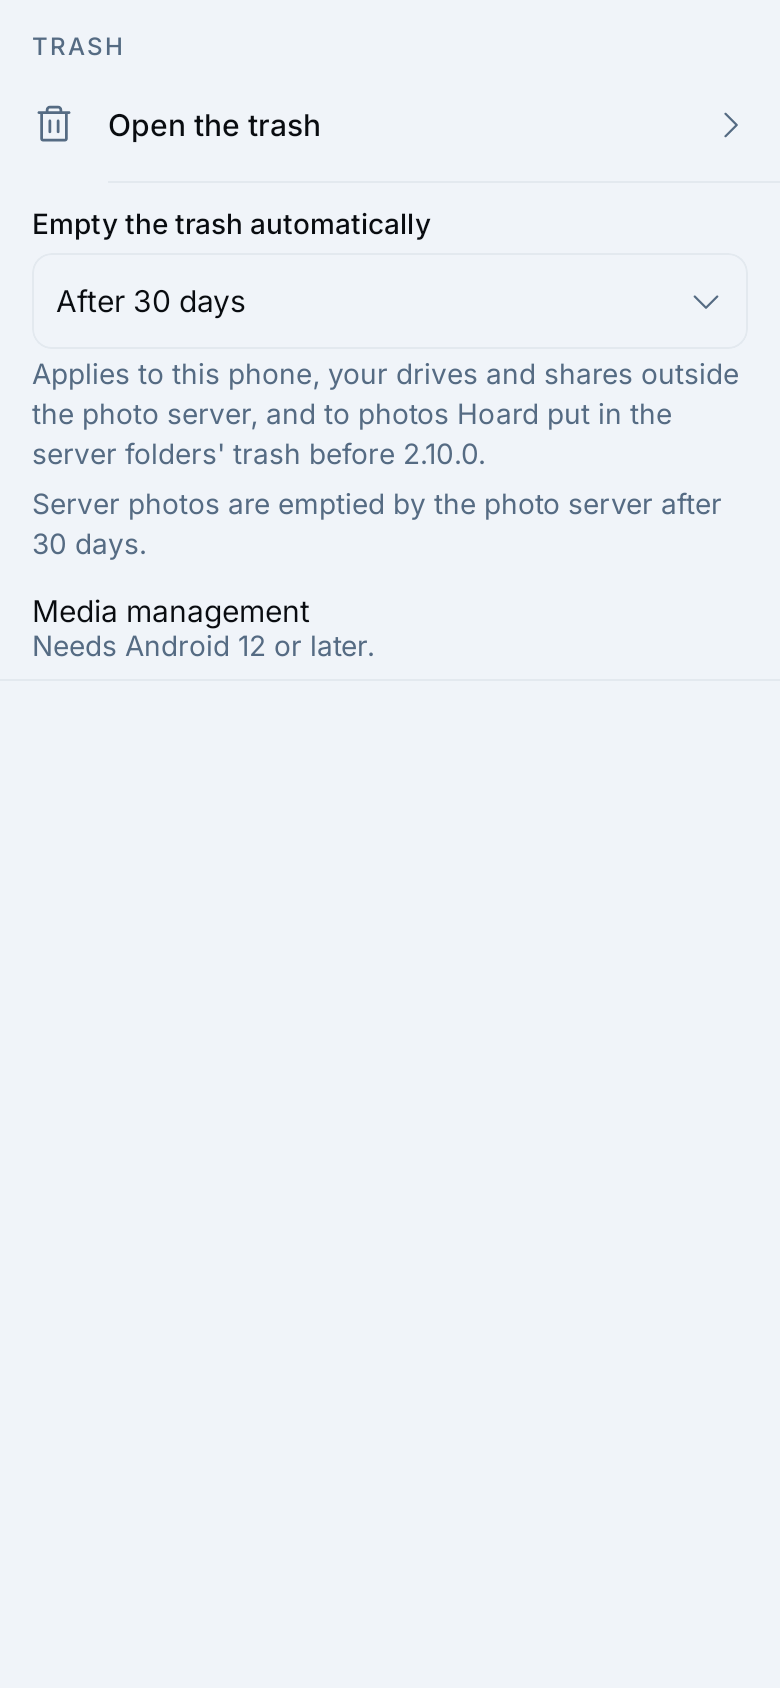 TRASH
Open the trash
Empty the trash automatically
After 30 days
Applies to this phone, your drives and shares outside
the photo server, and to photos Hoard put in the
server folders' trash before 2.10.0.
Server photos are emptied by the photo server after
30 days.
Media management
Needs Android 12 or later.